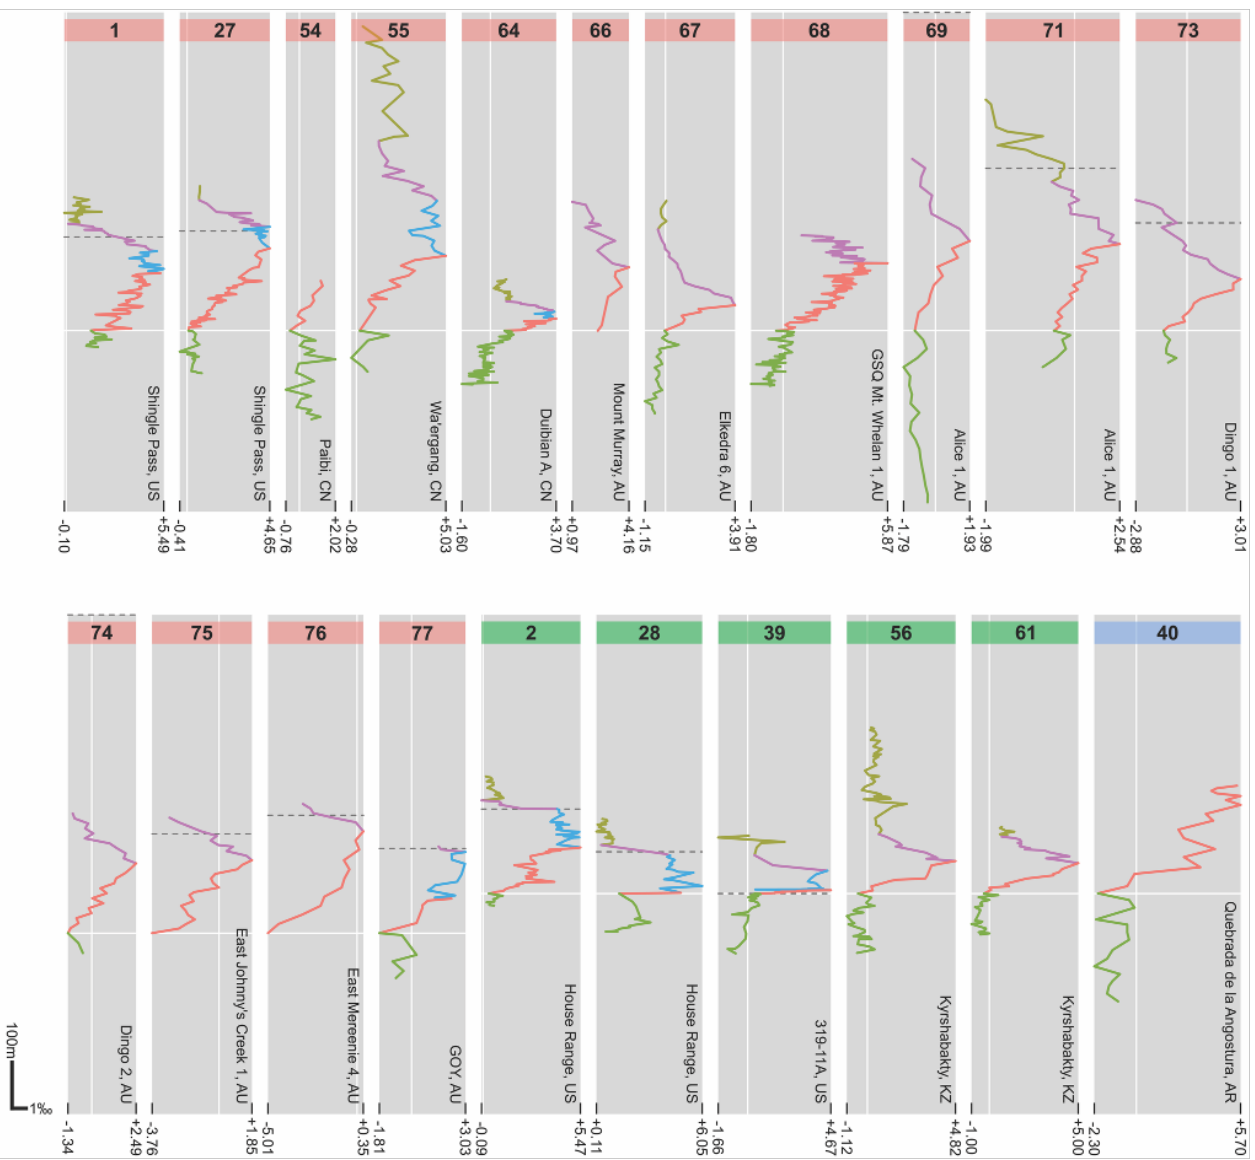 1
27
54
55
64
66
67
68
69
71
73
Shingle Pass, US
Shingle Pass, US
Paibi, CN
Wa'ergang, CN
Duibian A, CN
Mount Murray, AU
Elkedra 6, AU
GSQ Mt. Whelan 1, AU
Alice 1, AU
Alice 1, AU
Dingo 1, AU
-0.10
+5.49
-0.41
+4.65
-0.76
+2.02
-0.28
+5.03
-1.60
+3.70
+0.97
+4.16
-1.15
+3.91
-1.80
+5.87
-1.79
+1.93
-1.99
+2.54
-2.88
+3.01
74
75
76
77
2
28
39
56
61
40
Dingo 2, AU
East Johnny's Creek 1, AU
East Mereenie 4, AU
GOY, AU
House Range, US
House Range, US
319-11A, US
Kyrshabakty, KZ
Kyrshabakty, KZ
Quebrada de la Angostura, AR
100m
1‰
-1.34
+2.49
-3.76
+1.85
-5.01
+0.35
-1.81
+3.03
-0.09
+5.47
+0.11
+6.06
-1.66
+4.67
-1.12
+4.82
-1.00
+5.00
-2.30
+5.70